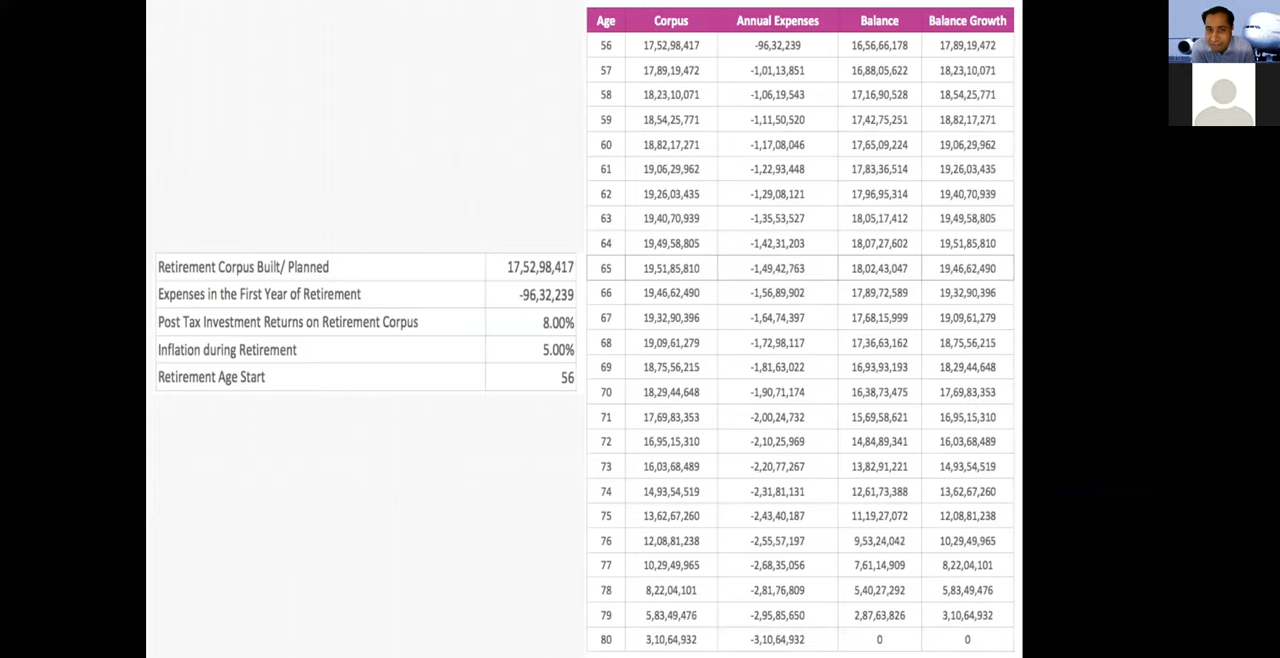 Retirement Corpus Built/ Planned 17,52,98,417
Expenses in the First Year of Retirement -96,32,239
Post Tax Investment Returns on Retirement Corpus 8.00%
Inflation during Retirement 5.00%
Retirement Age Start 56
Age Corpus Annual Expenses Balance Balance Growth
56 17,52,98,417 -96,32,239 16,56,66,178 17,89,19,472
57 17,89,19,472 -1,01,13,851 16,88,05,622 18,23,10,071
58 18,23,10,071 -1,06,19,543 17,16,90,528 18,54,25,771
59 18,54,25,771 -1,11,50,520 17,42,75,251 18,82,17,271
60 18,82,17,271 -1,17,08,046 17,65,09,224 19,06,29,962
61 19,06,29,962 -1,22,93,448 17,83,36,514 19,26,03,435
62 19,26,03,435 -1,29,08,121 17,96,95,314 19,40,70,939
63 19,40,70,939 -1,35,53,527 18,05,17,412 19,49,58,805
64 19,49,58,805 -1,42,31,203 18,07,27,602 19,51,85,810
65 19,51,85,810 -1,49,42,763 18,02,43,047 19,46,62,490
66 19,46,62,490 -1,56,89,902 17,89,72,589 19,32,90,396
67 19,32,90,396 -1,64,74,397 17,68,15,999 19,09,61,279
68 19,09,61,279 -1,72,98,117 17,36,63,162 18,75,56,215
69 18,75,56,215 -1,81,63,022 16,93,93,193 18,29,44,648
70 18,29,44,648 -1,90,71,174 16,38,73,475 17,69,83,353
71 17,69,83,353 -2,00,24,732 15,69,58,621 16,95,15,310
72 16,95,15,310 -2,10,25,969 14,84,89,341 16,03,68,489
73 16,03,68,489 -2,20,77,267 13,82,91,221 14,93,54,519
74 14,93,54,519 -2,31,81,131 12,61,73,388 13,62,67,260
75 13,62,67,260 -2,43,40,187 11,19,27,072 12,08,81,238
76 12,08,81,238 -2,55,57,197 9,53,24,042 10,29,49,965
77 10,29,49,965 -2,68,35,056 7,61,14,909 8,22,04,101
78 8,22,04,101 -2,81,76,809 5,40,27,292 5,83,49,476
79 5,83,49,476 -2,95,85,650 2,87,63,826 3,10,64,932
80 3,10,64,932 -3,10,64,932 0 0